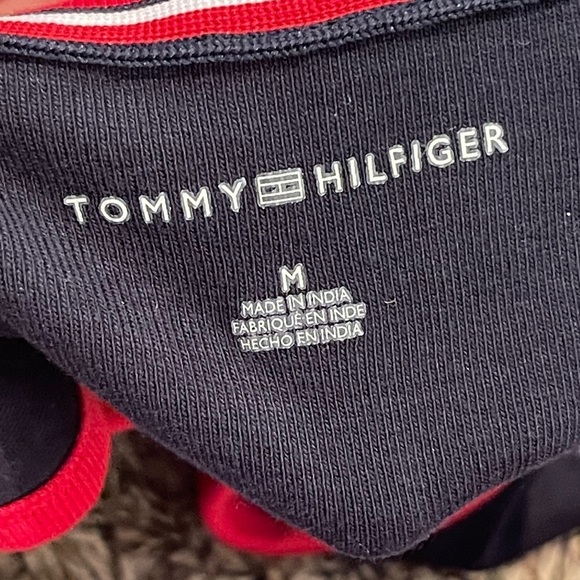 TOMMY HILFIGER
M
MADE IN INDIA
FABRIQUÉ EN INDE
HECHO EN INDIA